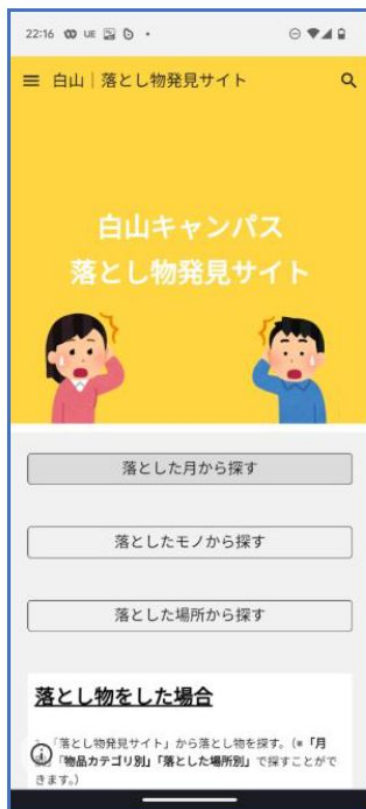 22:16 UE
白山｜落とし物発見サイト
白山キャンパス
落とし物発見サイト
落とした月から探す
落としたモノから探す
落とした場所から探す
落とし物をした場合
「落とし物発見サイト」から落とし物を探す。(※「月
「物品カテゴリ別」「落とした場所別」で探すことがで
きます。)